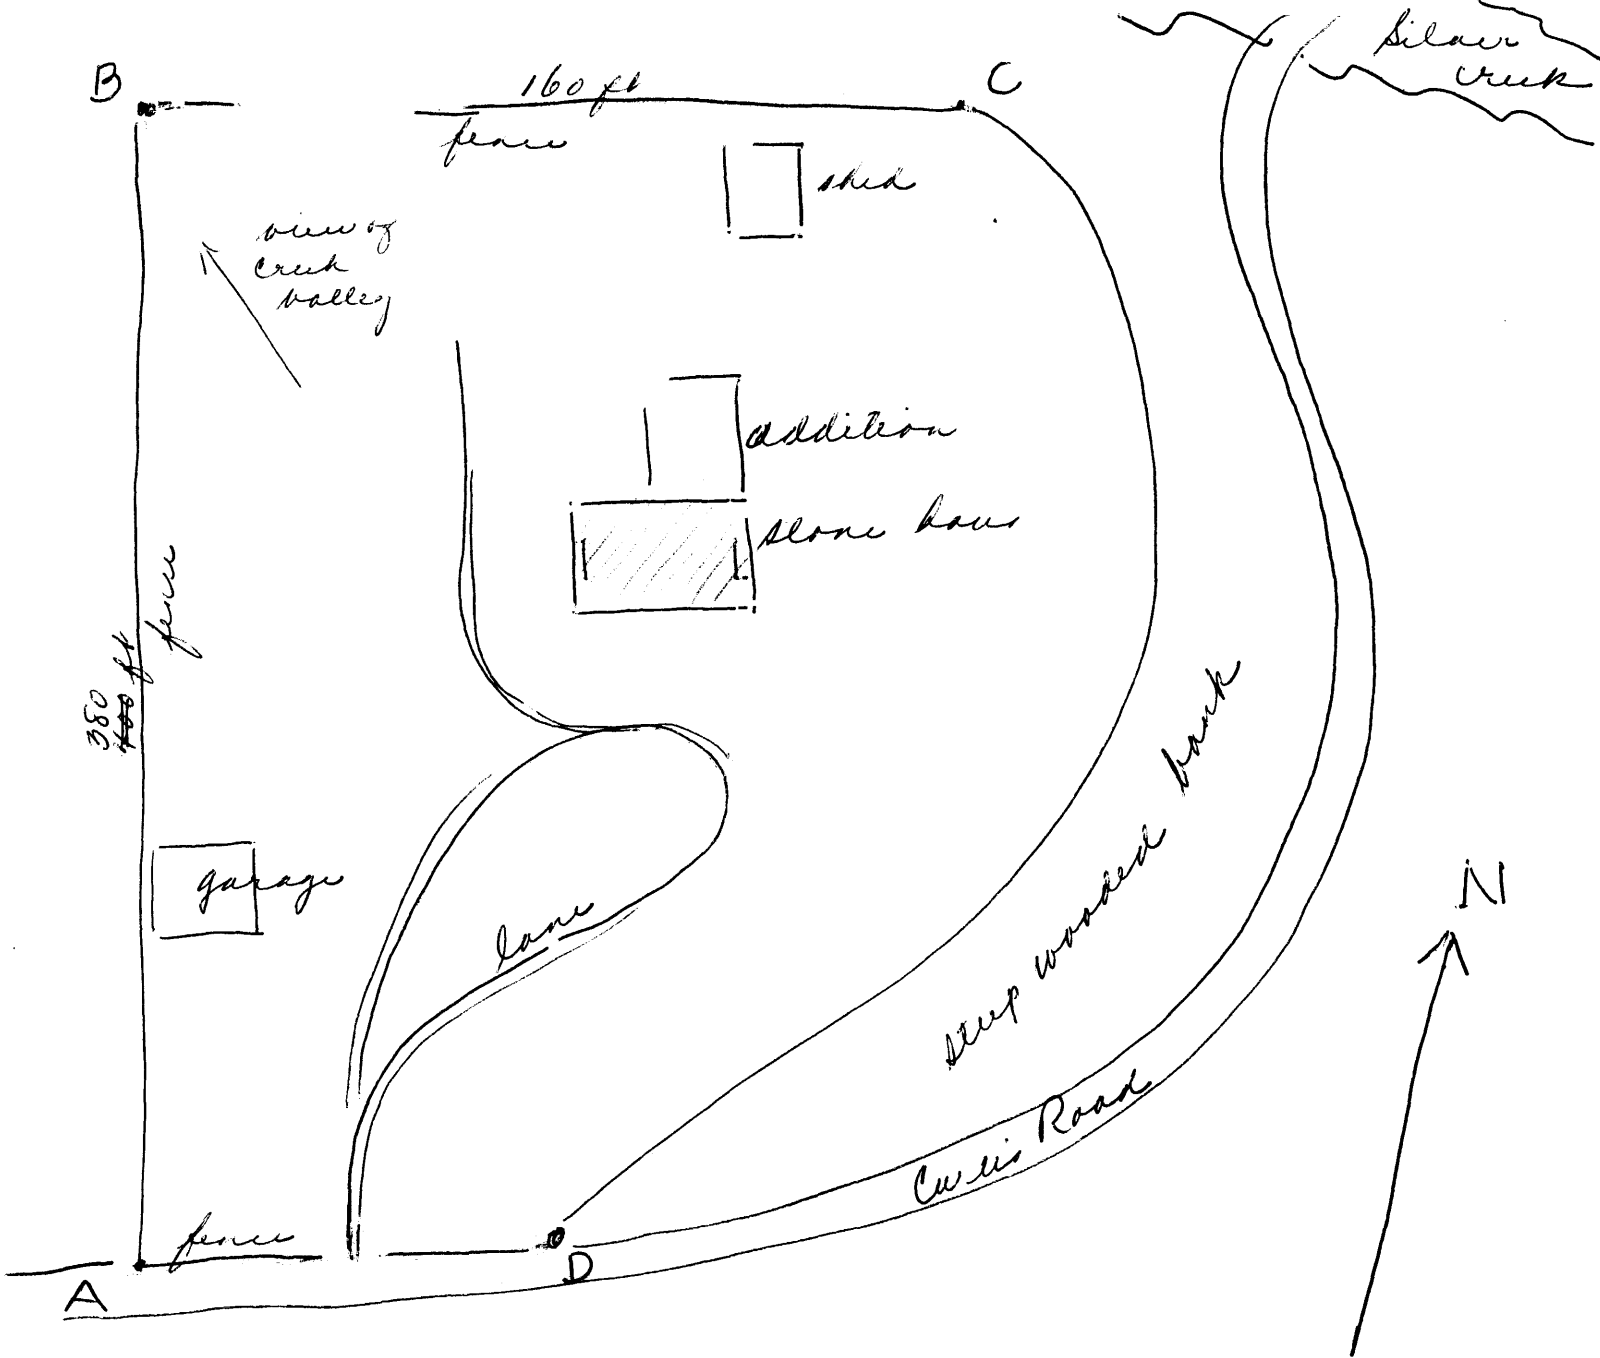 B
160 ft
C
Silver
creek
fence
shed
view of
creek
valley
addition
stone house
fence
380
400 ft
garage
lane
steep wooded bank
N
Curtis Road
fence
D
A